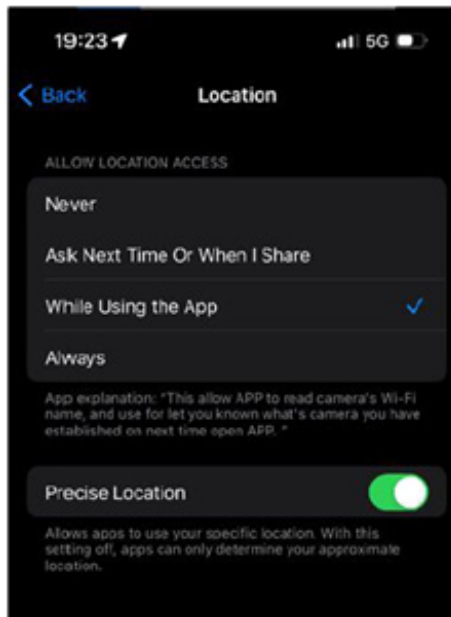 19:23
5G
Back
Location
ALLOW LOCATION ACCESS
Never
Ask Next Time Or When I Share
While Using the App
Always
App explanation: "This allow APP to read camera's Wi-Fi
name, and use for let you known what's camera you have
established on next time open APP. "
Precise Location
Allows apps to use your specific location. With this
setting off, apps can only determine your approximate
location.